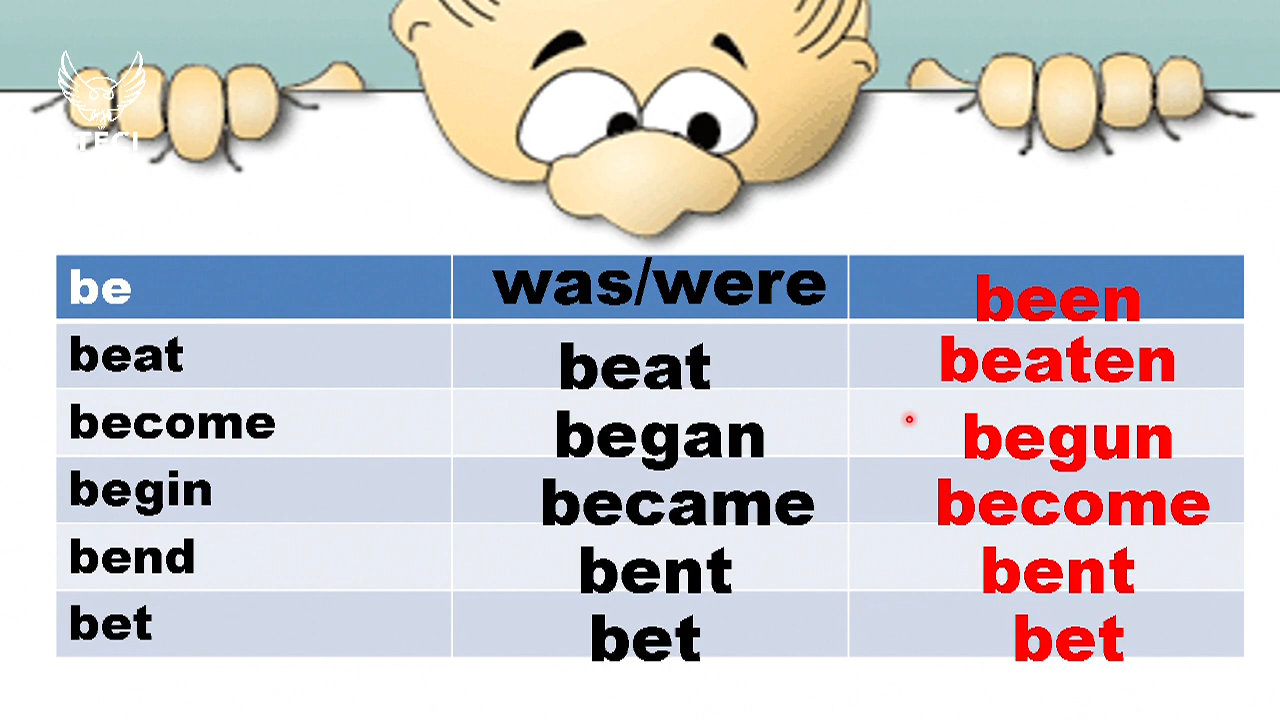 be was/were been
beat beat beaten
become began begun
begin became become
bend bent bent
bet bet bet